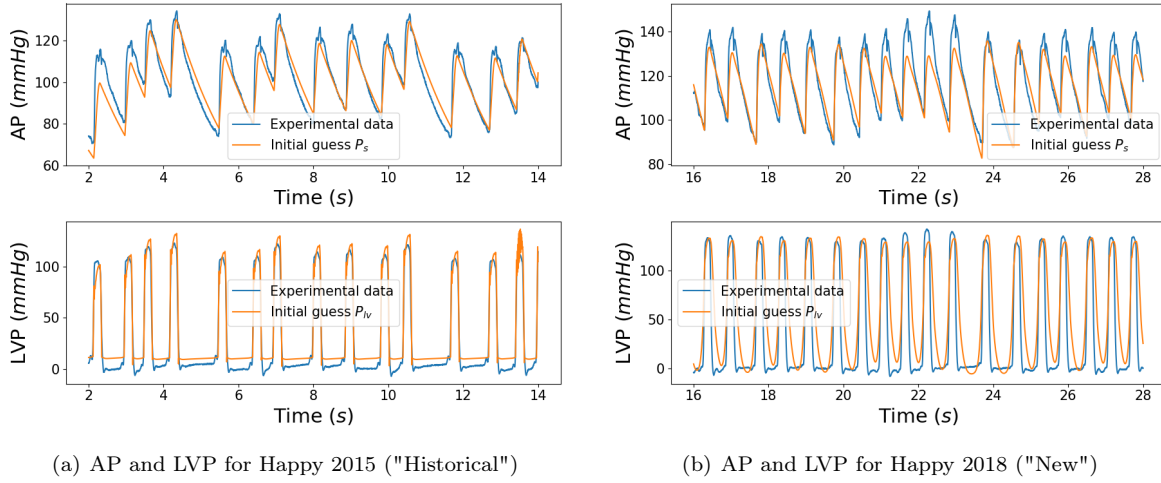 AP (mmHg)
120
100
80
60
Experimental data
Initial guess P_s
2 4 6 8 10 12 14
Time (s)
LVP (mmHg)
100
50
0
Experimental data
Initial guess P_lv
2 4 6 8 10 12 14
Time (s)
(a) AP and LVP for Happy 2015 ("Historical")
AP (mmHg)
140
120
100
80
Experimental data
Initial guess P_s
16 18 20 22 24 26 28
Time (s)
LVP (mmHg)
100
50
0
Experimental data
Initial guess P_lv
16 18 20 22 24 26 28
Time (s)
(b) AP and LVP for Happy 2018 ("New")